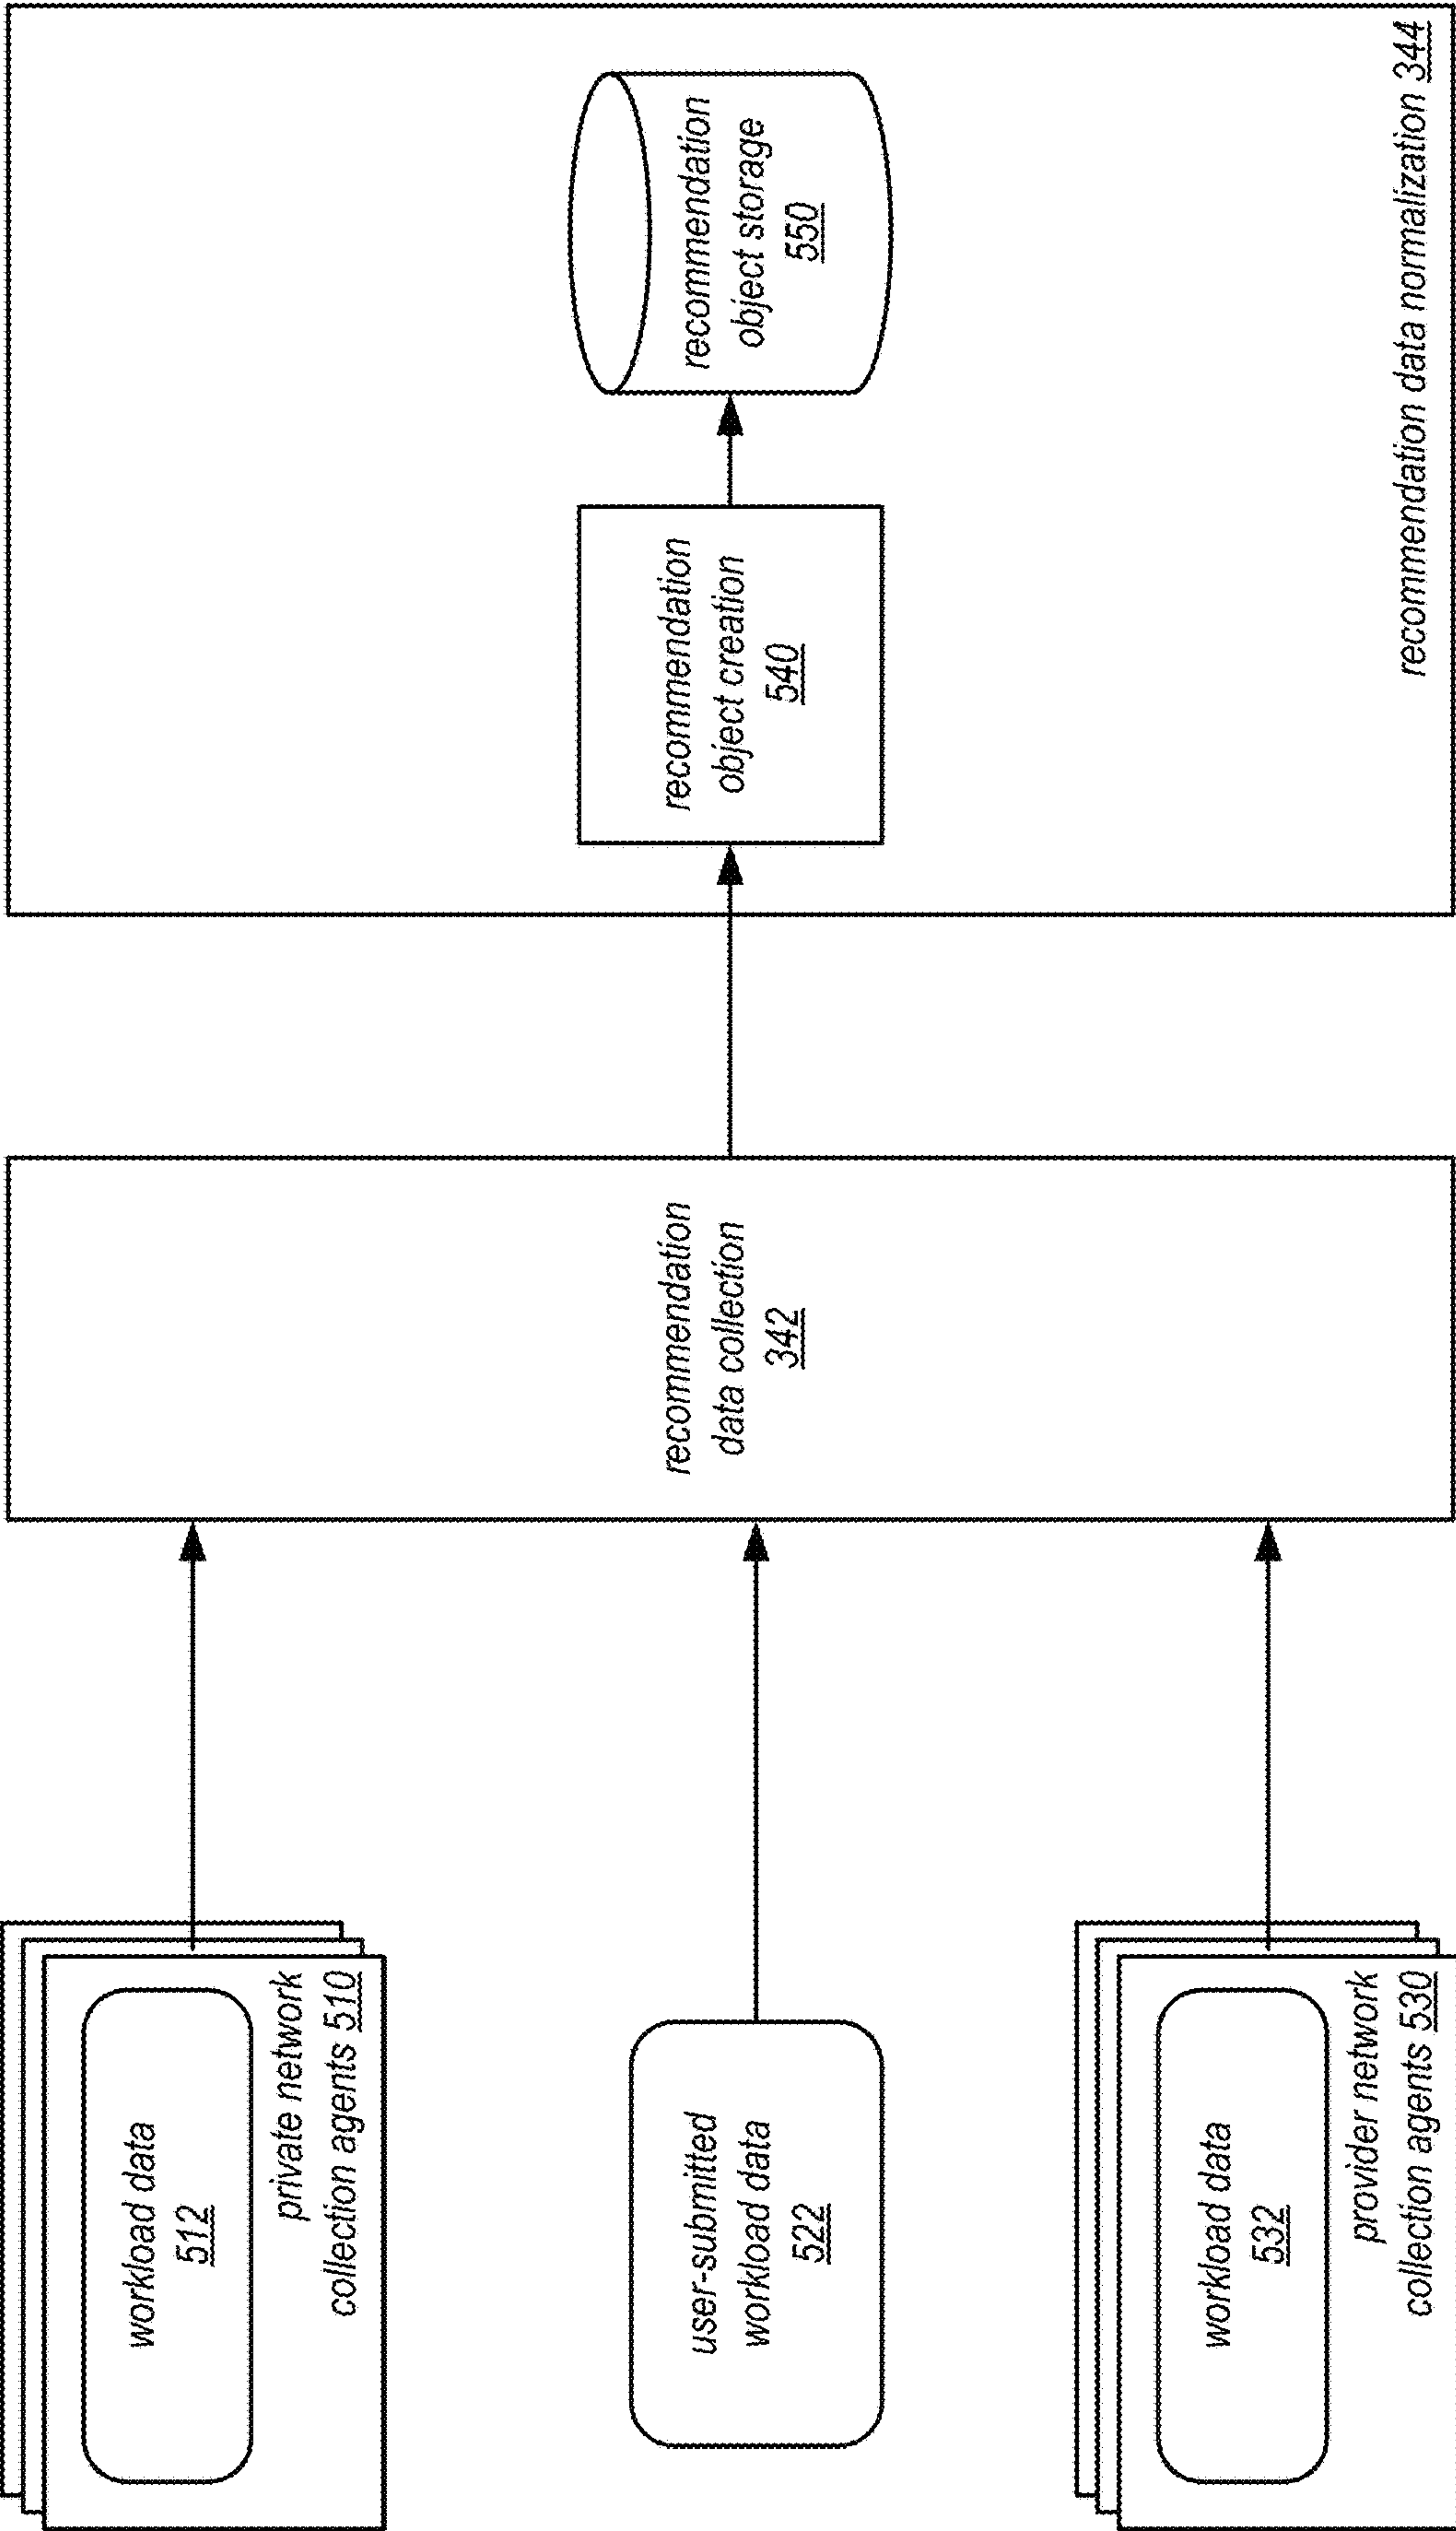 workload data
512
private network
collection agents 510
user-submitted
workload data
522
workload data
532
provider network
collection agents 530
recommendation
data collection
342
recommendation
object creation
540
recommendation
object storage
550
recommendation data normalization 344